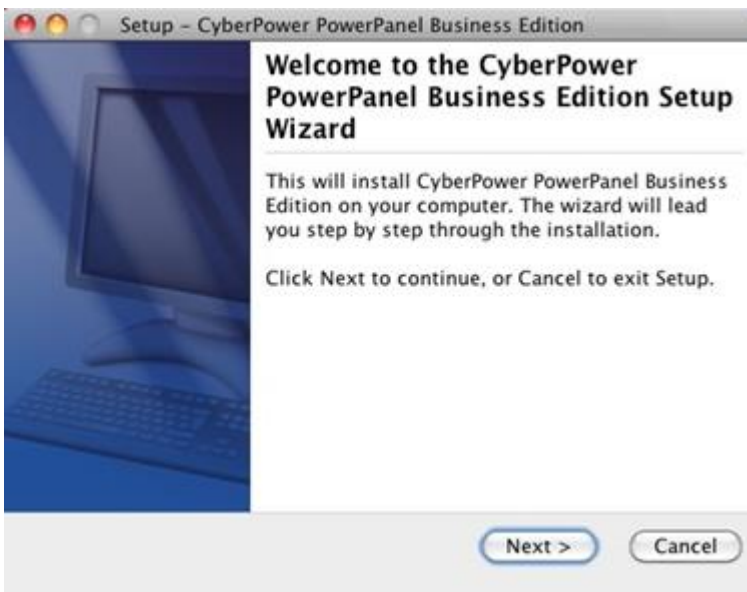 Setup – CyberPower PowerPanel Business Edition
Welcome to the CyberPower
PowerPanel Business Edition Setup
Wizard
This will install CyberPower PowerPanel Business
Edition on your computer. The wizard will lead
you step by step through the installation.
Click Next to continue, or Cancel to exit Setup.
Next >
Cancel